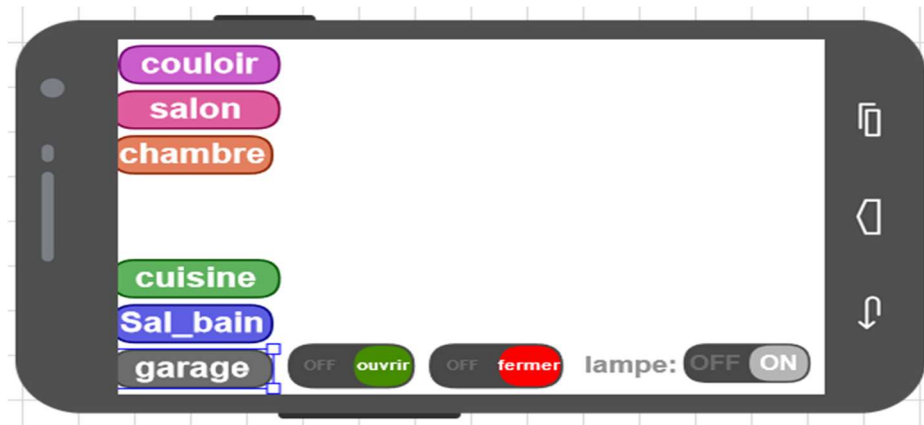 couloir
salon
chambre
cuisine
Sal_bain
garage OFF ouvrir OFF fermer lampe: OFF ON